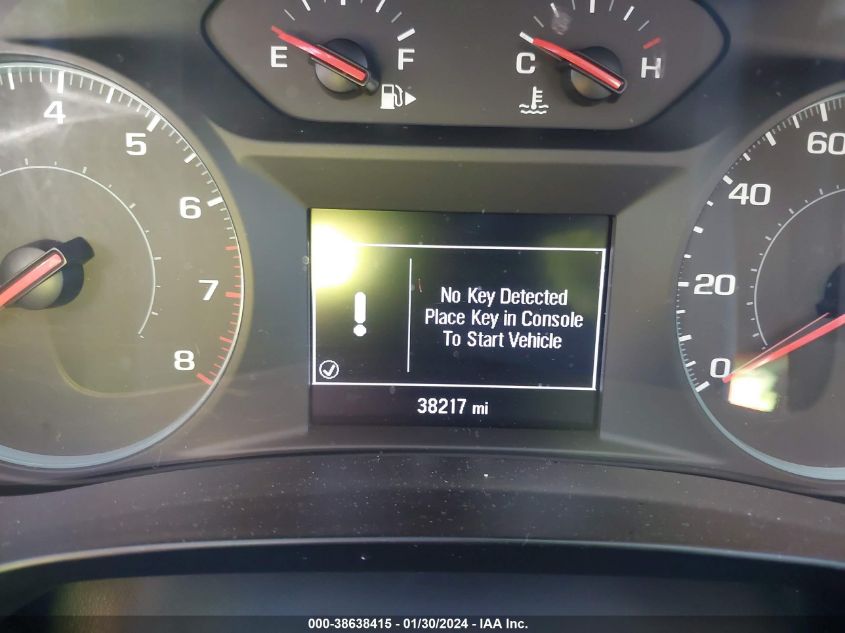 E F
C H
4
5
6
7
8
60
40
20
0
No Key Detected
Place Key in Console
To Start Vehicle
38217 mi
000-38638415 - 01/30/2024 - IAA Inc.